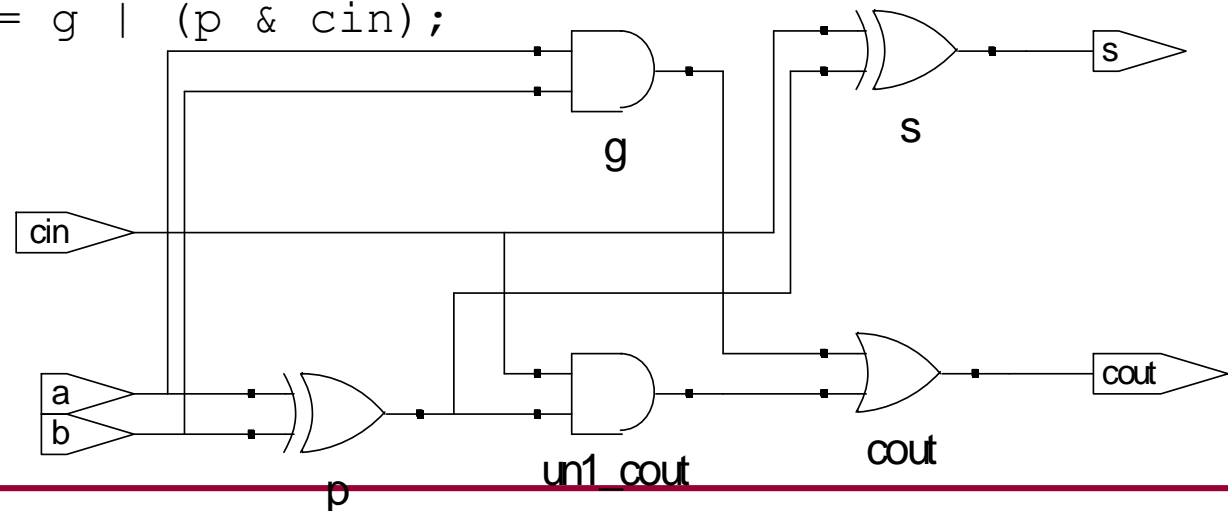 = g | (p & cin);
s
s
g
cin
a
b
p
un1_cout
cout
cout